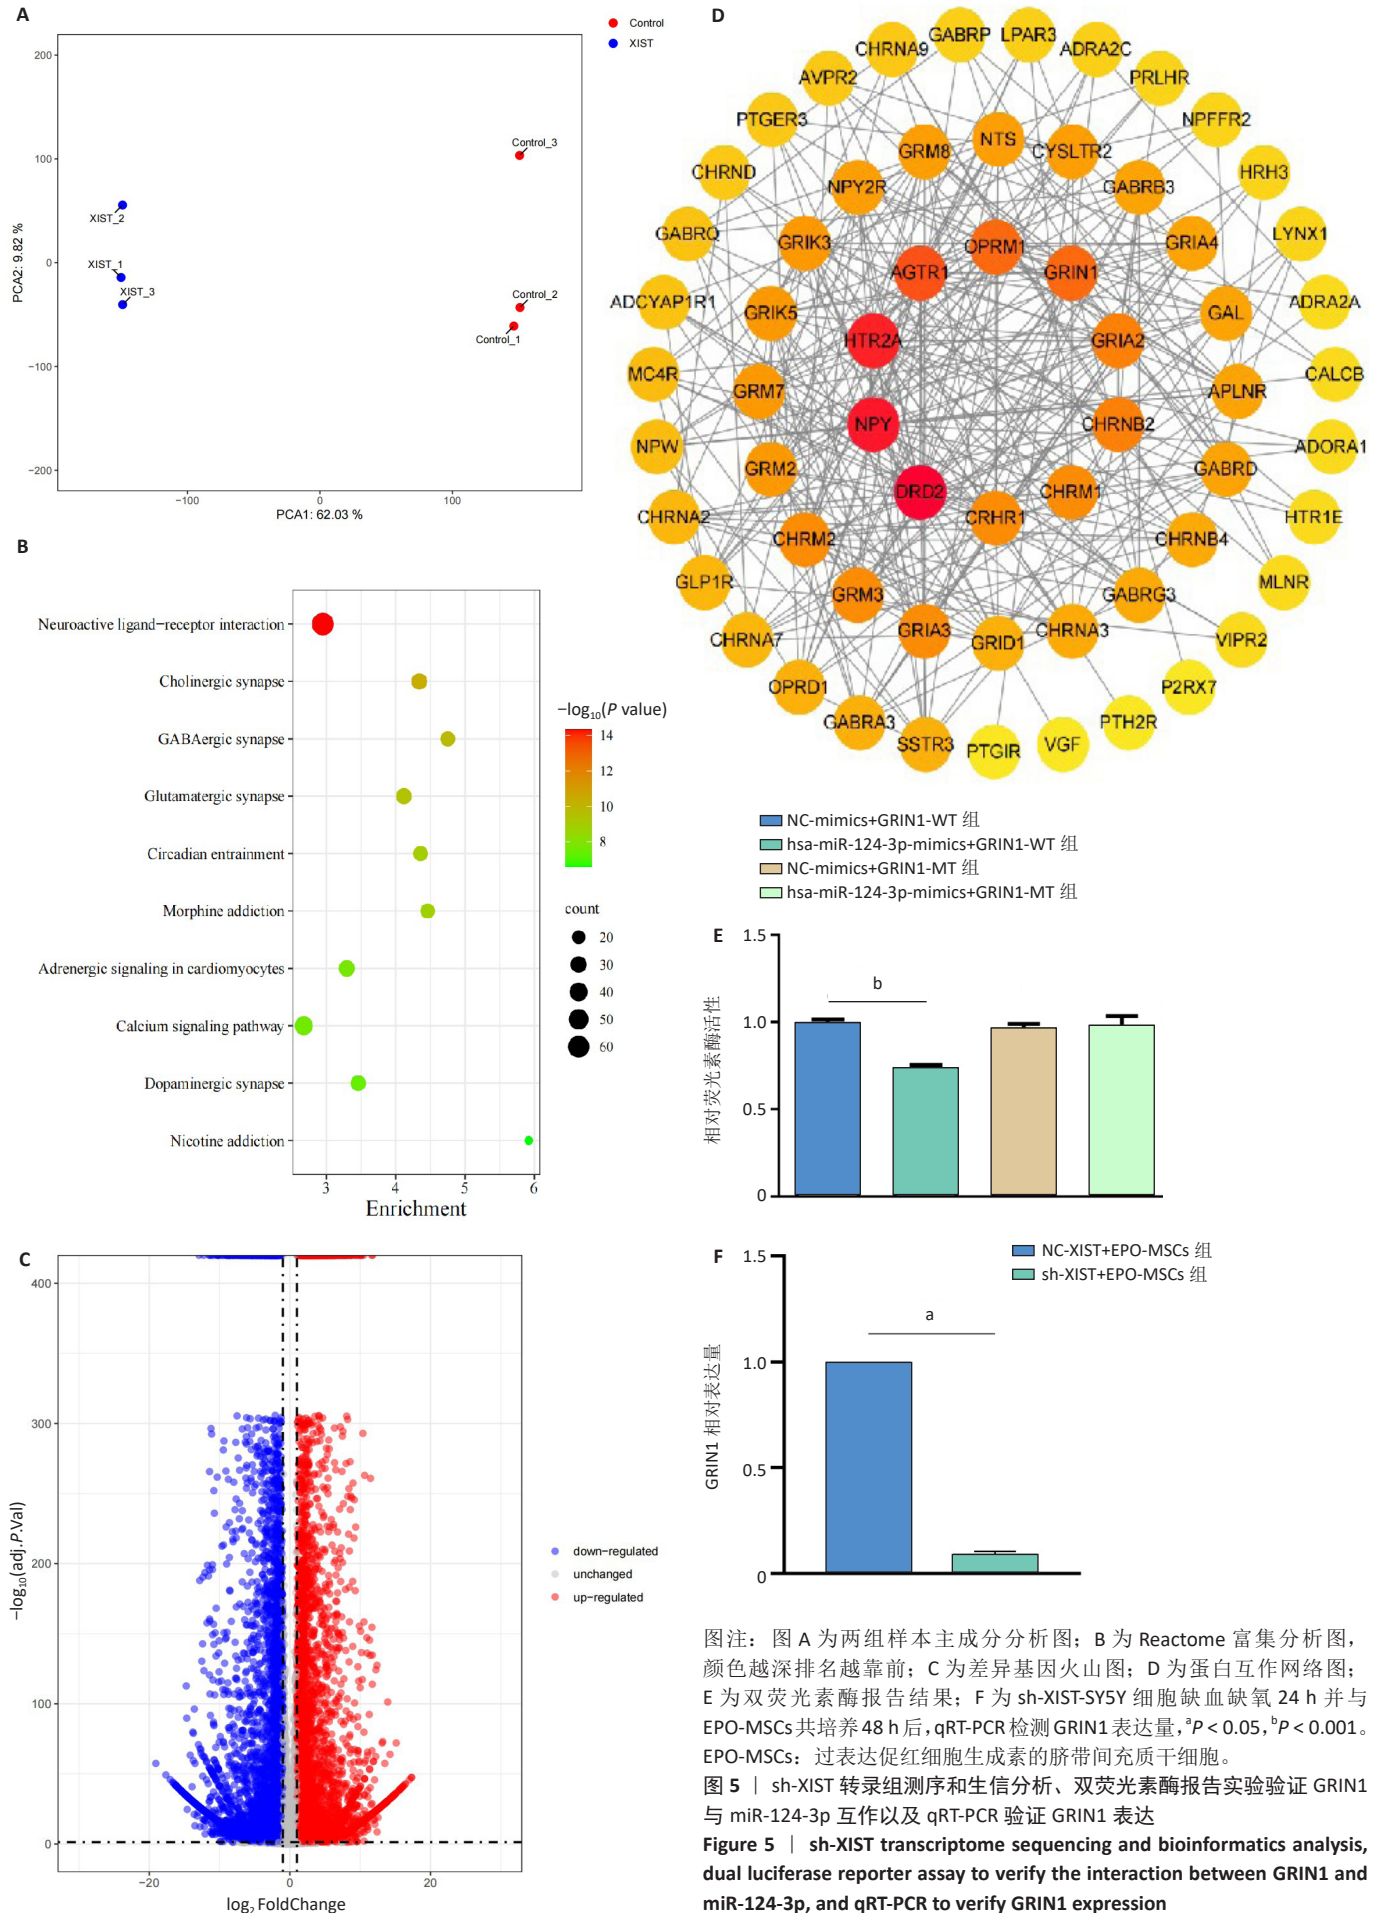 A
Control
XIST
200
100
0
−100
−200
PCA2: 9.82 %
Control_3
XIST_2
XIST_1
XIST_3
Control_2
Control_1
−100
0
100
PCA1: 62.03 %
B
Neuroactive ligand−receptor interaction
Cholinergic synapse
GABAergic synapse
Glutamatergic synapse
Circadian entrainment
Morphine addiction
Adrenergic signaling in cardiomyocytes
Calcium signaling pathway
Dopaminergic synapse
Nicotine addiction
3
4
5
6
Enrichment
−log10(P value)
14
12
10
8
count
20
30
40
50
60
C
400
300
200
100
0
−log10(adj.P.Val)
−20
0
20
log2 FoldChange
down−regulated
unchanged
up−regulated
D
GABRP
LPAR3
CHRNA9
ADRA2C
AVPR2
PRLHR
PTGER3
NPFFR2
NTS
GRM8
CYSLTR2
CHRND
HRH3
NPY2R
GABRB3
GABRQ
GRIK3
OPRM1
GRIA4
LYNX1
AGTR1
GRIN1
ADCYAP1R1
ADRA2A
GRIK5
GAL
HTR2A
GRIA2
MC4R
CALCB
GRM7
APLNR
NPY
CHRNB2
NPW
ADORA1
GRM2
GABRD
DRD2
CHRM1
CHRNA2
CRHR1
HTR1E
CHRM2
CHRNB4
GLP1R
MLNR
GRM3
GABRG3
CHRNA7
GRIA3
GRID1
CHRNA3
VIPR2
OPRD1
P2RX7
GABRA3
PTH2R
SSTR3
PTGIR
VGF
NC-mimics+GRIN1-WT 组
hsa-miR-124-3p-mimics+GRIN1-WT 组
NC-mimics+GRIN1-MT 组
hsa-miR-124-3p-mimics+GRIN1-MT 组
E
1.5
1.0
0.5
0
相对荧光素酶活性
b
F
NC-XIST+EPO-MSCs 组
sh-XIST+EPO-MSCs 组
1.5
1.0
0.5
0
GRIN1 相对表达量
a
图注：图 A 为两组样本主成分分析图；B 为 Reactome 富集分析图，
颜色越深排名越靠前；C 为差异基因火山图；D 为蛋白互作网络图；
E 为双荧光素酶报告结果；F 为 sh-XIST-SY5Y 细胞缺血缺氧 24 h 并与
EPO-MSCs 共培养 48 h 后，qRT-PCR 检测 GRIN1 表达量，aP < 0.05，bP < 0.001。
EPO-MSCs：过表达促红细胞生成素的脐带间充质干细胞。
图 5 ｜ sh-XIST 转录组测序和生信分析、双荧光素酶报告实验验证 GRIN1
与 miR-124-3p 互作以及 qRT-PCR 验证 GRIN1 表达
Figure 5 ｜ sh-XIST transcriptome sequencing and bioinformatics analysis,
dual luciferase reporter assay to verify the interaction between GRIN1 and
miR-124-3p, and qRT-PCR to verify GRIN1 expression